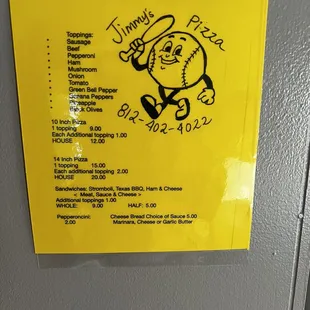 Jimmy's Pizza
812-402-4022
Toppings:
Sausage
Beef
Pepperoni
Ham
Mushroom
Onion
Tomato
Green Bell Pepper
Banana Peppers
Pineapple
Black Olives
10 Inch Pizza
1 topping 9.00
Each Additional topping 1.00
HOUSE 12.00
14 Inch Pizza
1 topping 15.00
Each additional topping 2.00
HOUSE 20.00
Sandwiches: Stromboli, Texas BBQ, Ham & Cheese
< Meat, Sauce & Cheese >
Additional toppings 1.00
WHOLE: 9.00 HALF: 5.00
Pepperoncini: Cheese Bread Choice of Sauce 5.00
2.00 Marinara, Cheese or Garlic Butter